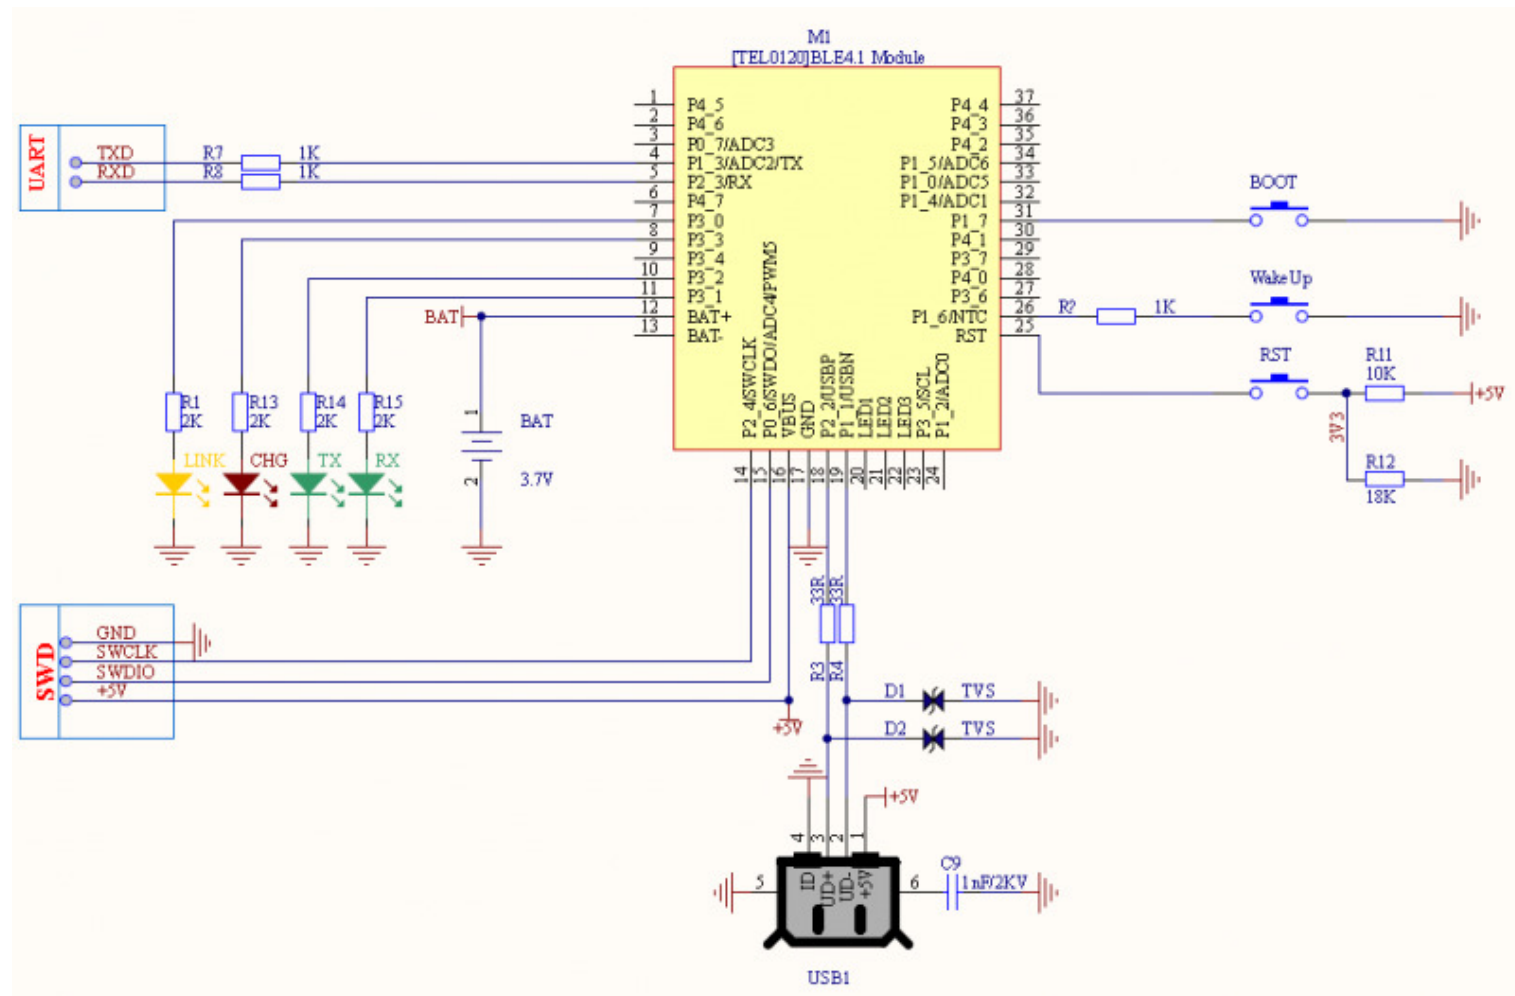 M1
[TEL0120]BLE4.1 Module
UART
TXD
RXD
R7
1K
R8
1K
1
2
3
4
5
6
7
8
9
10
11
12
13
P4_5
P4_6
P0_7/ADC3
P1_3/ADC2/TX
P2_3/RX
P4_7
P3_0
P3_3
P3_4
P3_2
P3_1
BAT+
BAT-
P4_4
P4_3
P4_2
P1_5/ADC6
P1_0/ADC5
P1_4/ADC1
P1_7
P4_1
P3_7
P4_0
P3_6
P1_6/NTC
RST
37
36
35
34
33
32
31
30
29
28
27
26
25
P2_4/SWCLK
P0_6/SWDO/ADC4/PWM5
VBUS
GND
P2_2/USBP
P1_1/USBN
LED1
LED2
LED3
P3_5/SCL
P1_2/ADC0
14
15
16
17
18
19
20
21
22
23
24
BOOT
WakeUp
R?
1K
RST
R11
10K
+5V
3V3
R12
18K
BAT
1
BAT
2
3.7V
R1
2K
R13
2K
R14
2K
R15
2K
LINK
CHG
TX
RX
SWD
GND
SWCLK
SWDIO
+5V
+5V
33R
33R
R3
R4
D1
TVS
D2
TVS
+5V
4
3
2
1
ID
UD+
UD-
+5V
5
6
C9
1nF/2KV
USB1